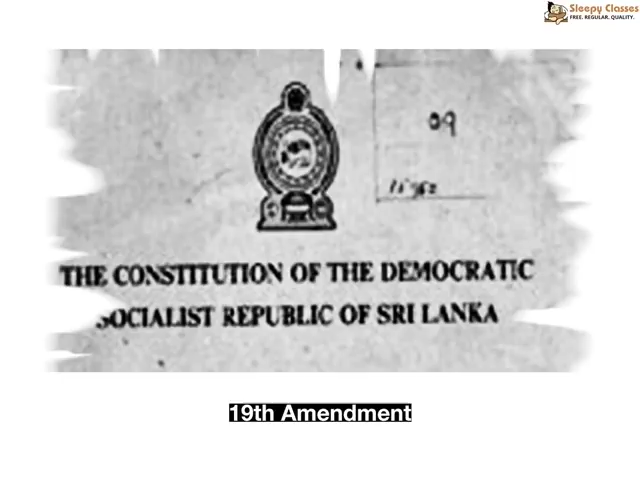 Sleepy Classes
FREE. REGULAR. QUALITY.
09
THE CONSTITUTION OF THE DEMOCRATIC
SOCIALIST REPUBLIC OF SRI LANKA
19th Amendment